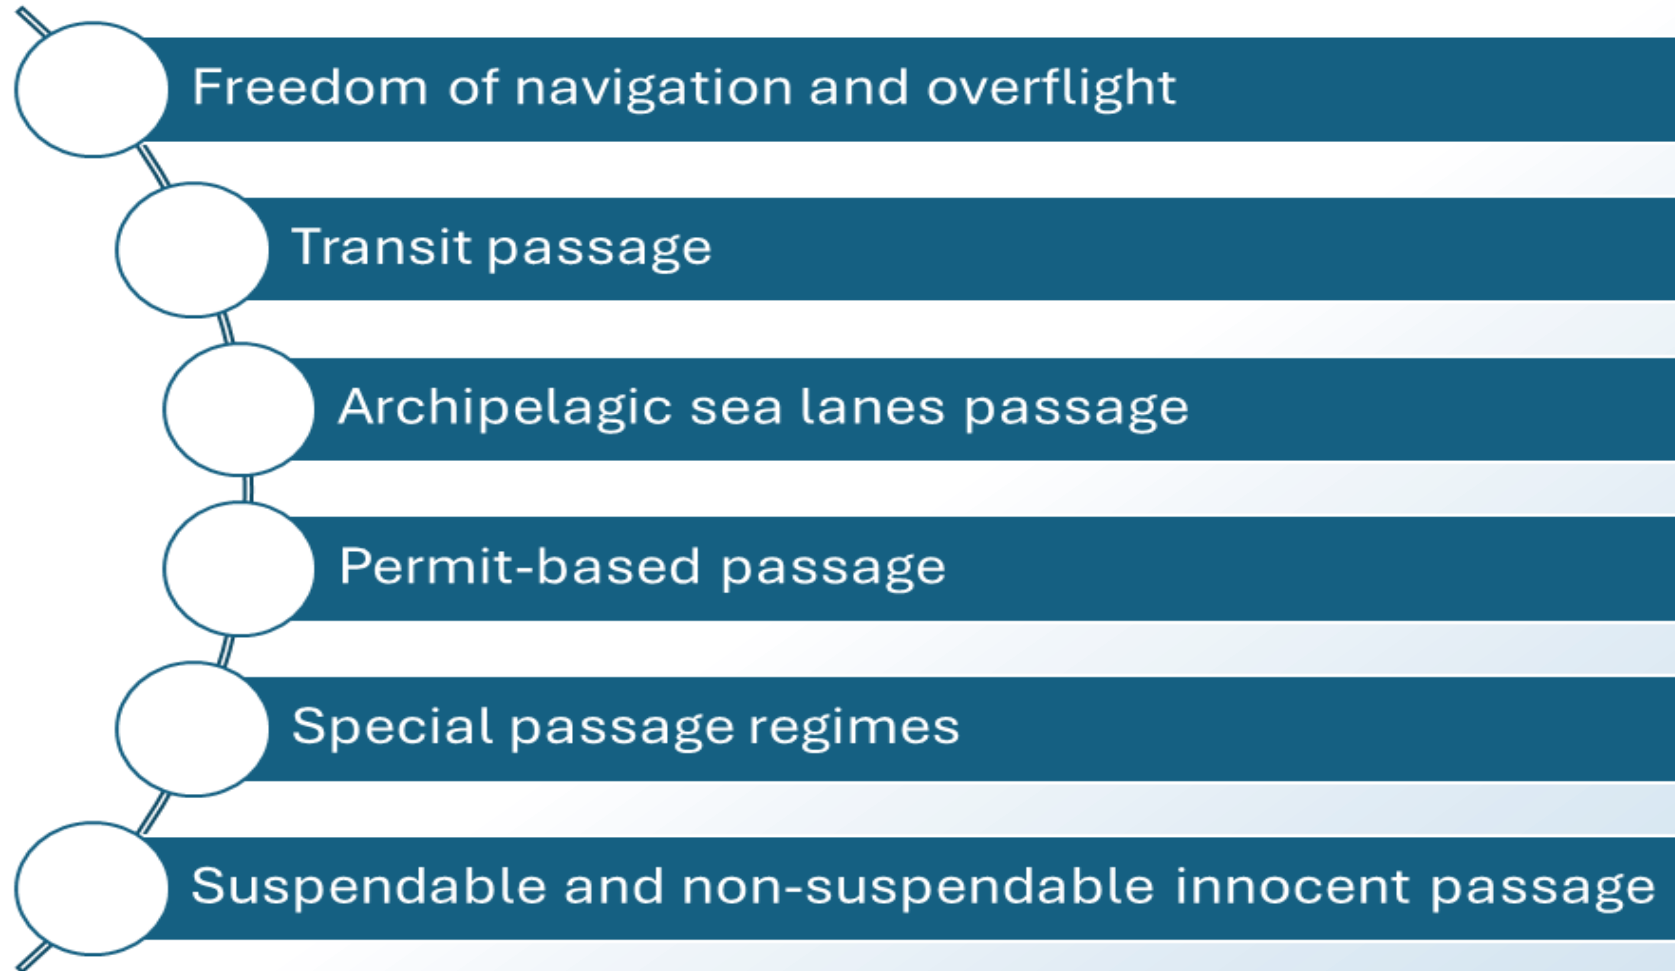 Freedom of navigation and overflight
Transit passage
Archipelagic sea lanes passage
Permit-based passage
Special passage regimes
Suspendable and non-suspendable innocent passage